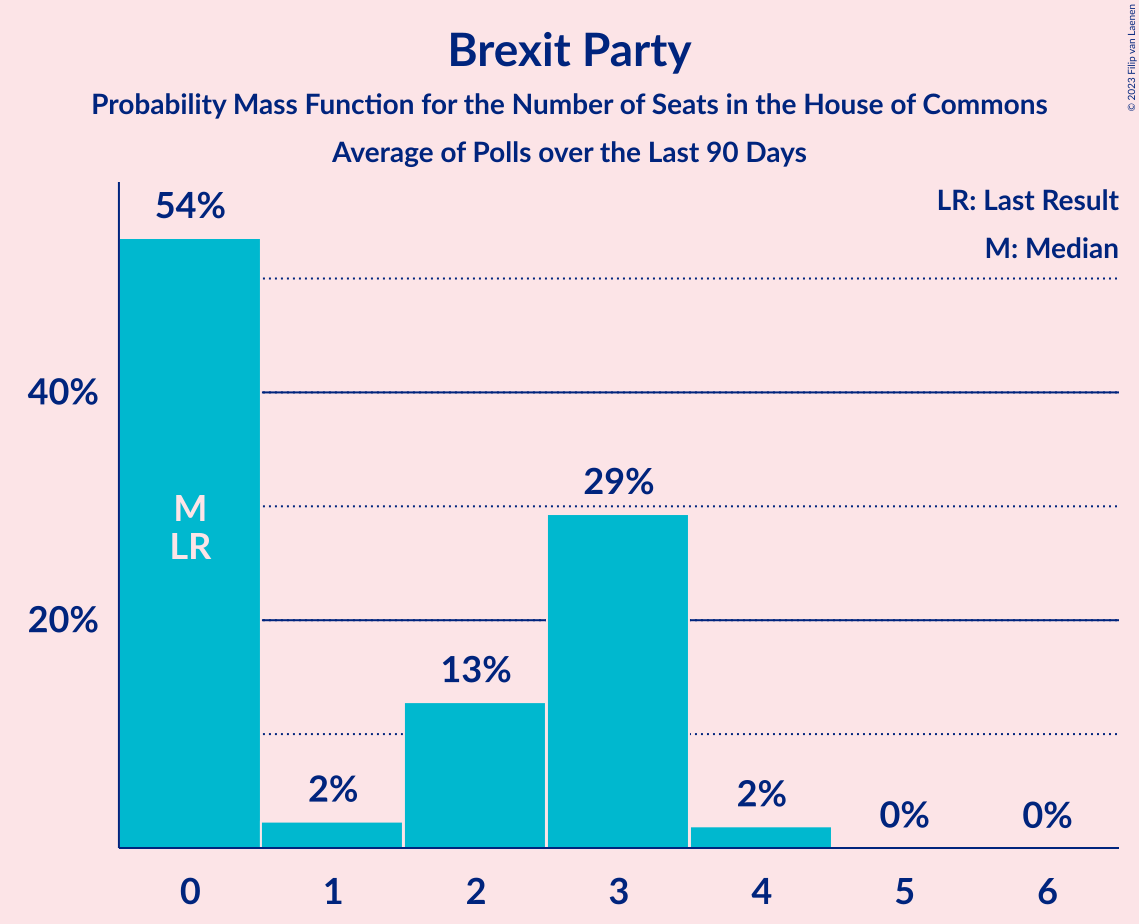 Brexit Party
Probability Mass Function for the Number of Seats in the House of Commons
Average of Polls over the Last 90 Days
© 2023 Filip van Laenen
LR: Last Result
M: Median
54%
40%
M
LR
29%
20%
13%
2%
2%
0%
0%
0
1
2
3
4
5
6